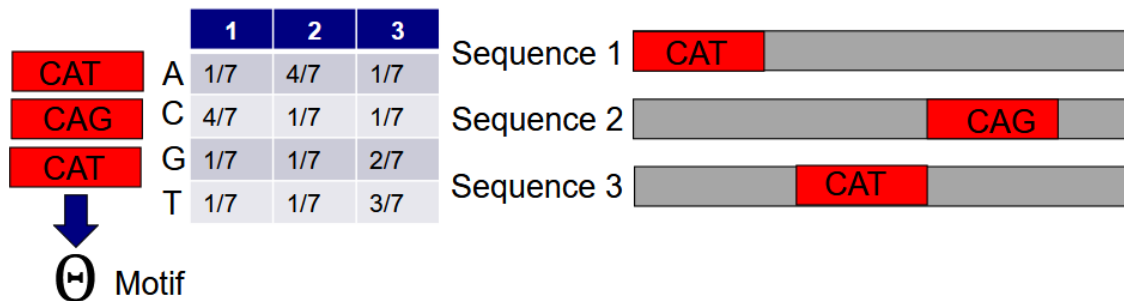 CAT
CAG
CAT
Θ Motif
1 2 3
A 1/7 4/7 1/7
C 4/7 1/7 1/7
G 1/7 1/7 2/7
T 1/7 1/7 3/7
Sequence 1 CAT
Sequence 2 CAG
Sequence 3 CAT